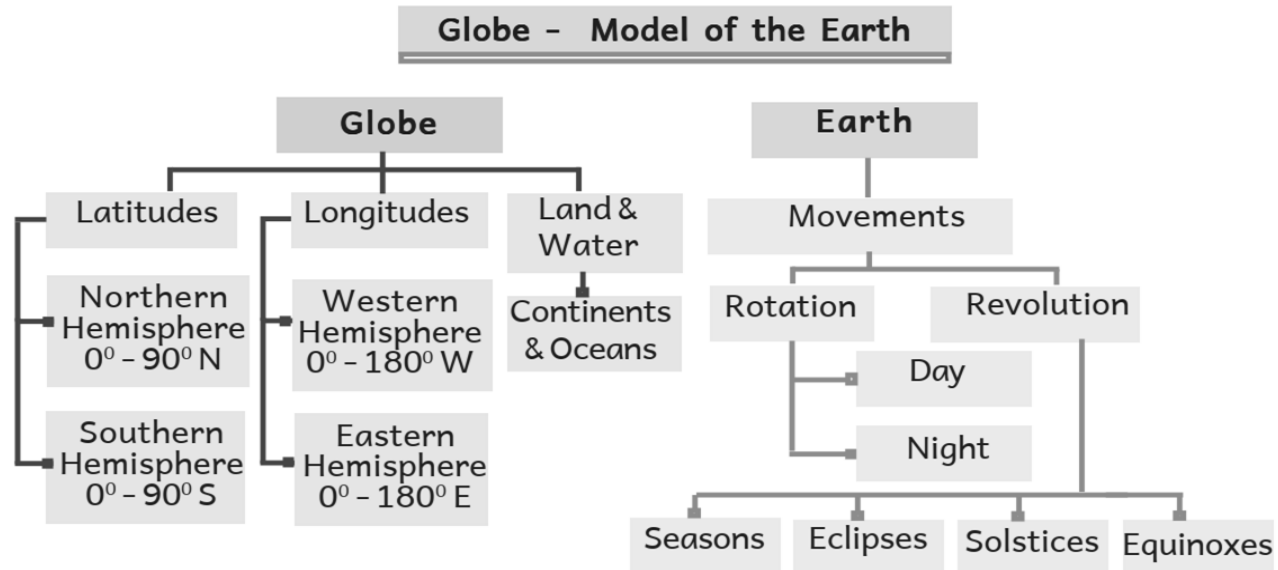 Globe - Model of the Earth
Globe
Latitudes
Northern
Hemisphere
0⁰ - 90⁰ N
Southern
Hemisphere
0⁰ - 90⁰ S
Longitudes
Western
Hemisphere
0⁰ - 180⁰ W
Eastern
Hemisphere
0⁰ - 180⁰ E
Land &
Water
Continents
& Oceans
Earth
Movements
Rotation
Day
Night
Revolution
Seasons
Eclipses
Solstices
Equinoxes